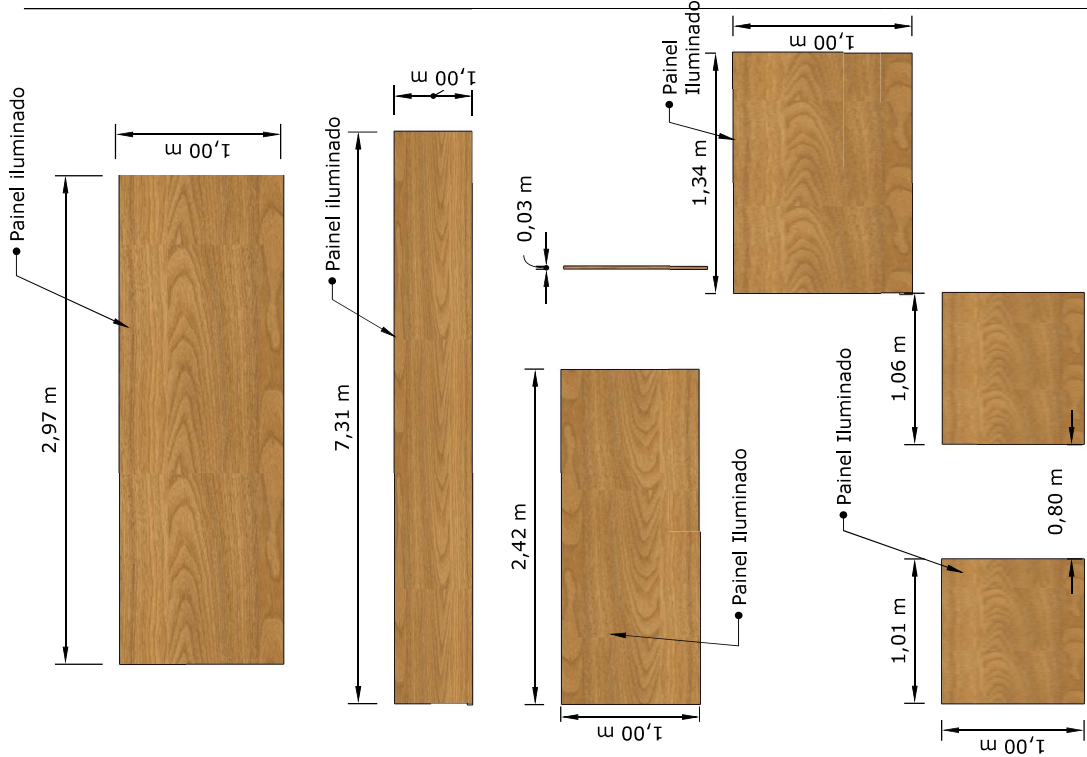 Painel iluminado
1,00 m
2,97 m
Painel iluminado
1,00 m
7,31 m
0,03 m
2,42 m
Painel Iluminado
1,00 m
Painel
Iluminado
1,00 m
1,34 m
Painel Iluminado
1,06 m
0,80 m
1,01 m
1,00 m